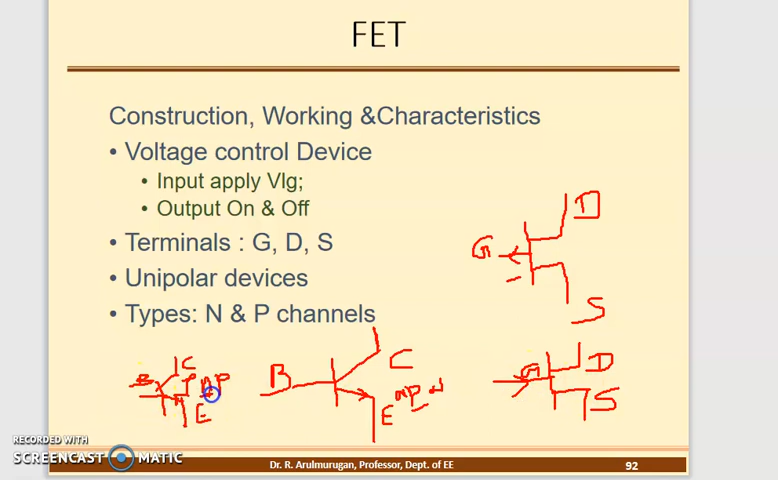 FET
Construction, Working &Characteristics
• Voltage control Device
• Input apply Vlg;
• Output On & Off
• Terminals : G, D, S
• Unipolar devices
• Types: N & P channels
D
G
S
C
B
E
C
B
E
NPN
G
D
S
RECORDED WITH
SCREENCAST MATIC
Dr. R. Arulmurugan, Professor, Dept. of EE
92